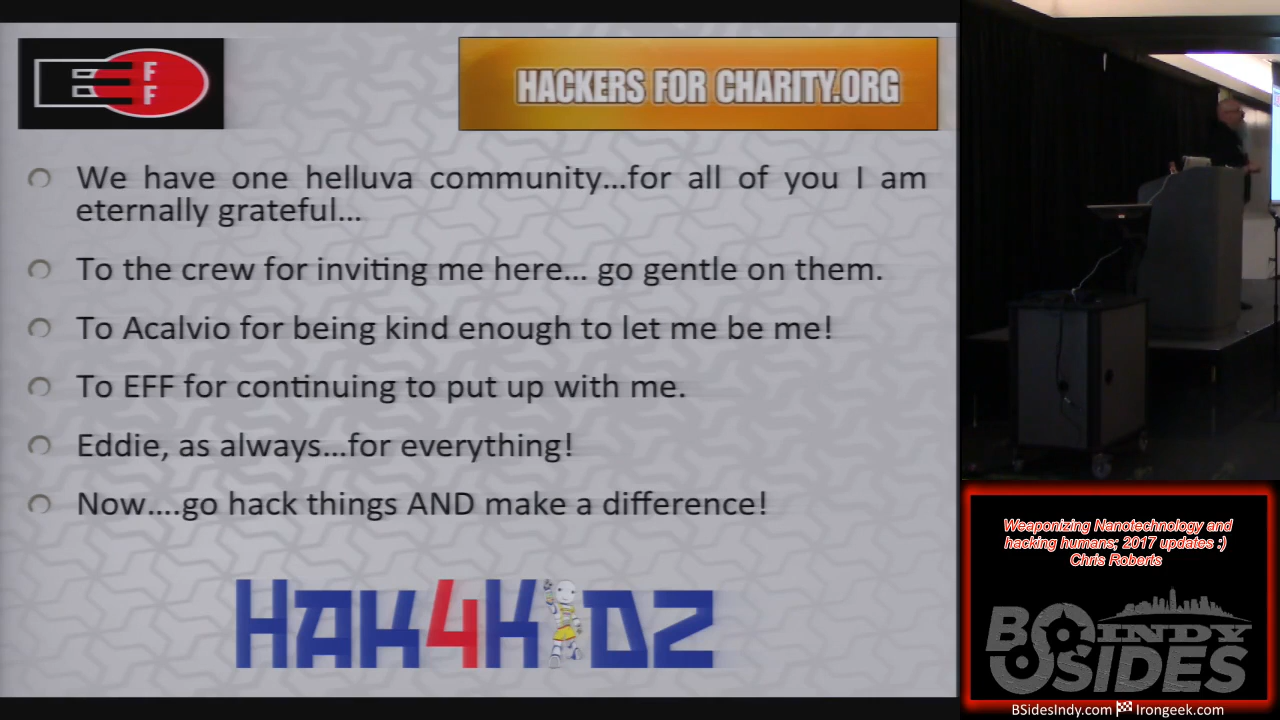 E
F
F
HACKERS FOR CHARITY.ORG
We have one helluva community...for all of you I am
eternally grateful...
To the crew for inviting me here... go gentle on them.
To Acalvio for being kind enough to let me be me!
To EFF for continuing to put up with me.
Eddie, as always...for everything!
Now....go hack things AND make a difference!
HAK4KiDZ
Weaponizing Nanotechnology and
hacking humans; 2017 updates :)
Chris Roberts
BSIDES INDY
BSidesIndy.com Irongeek.com